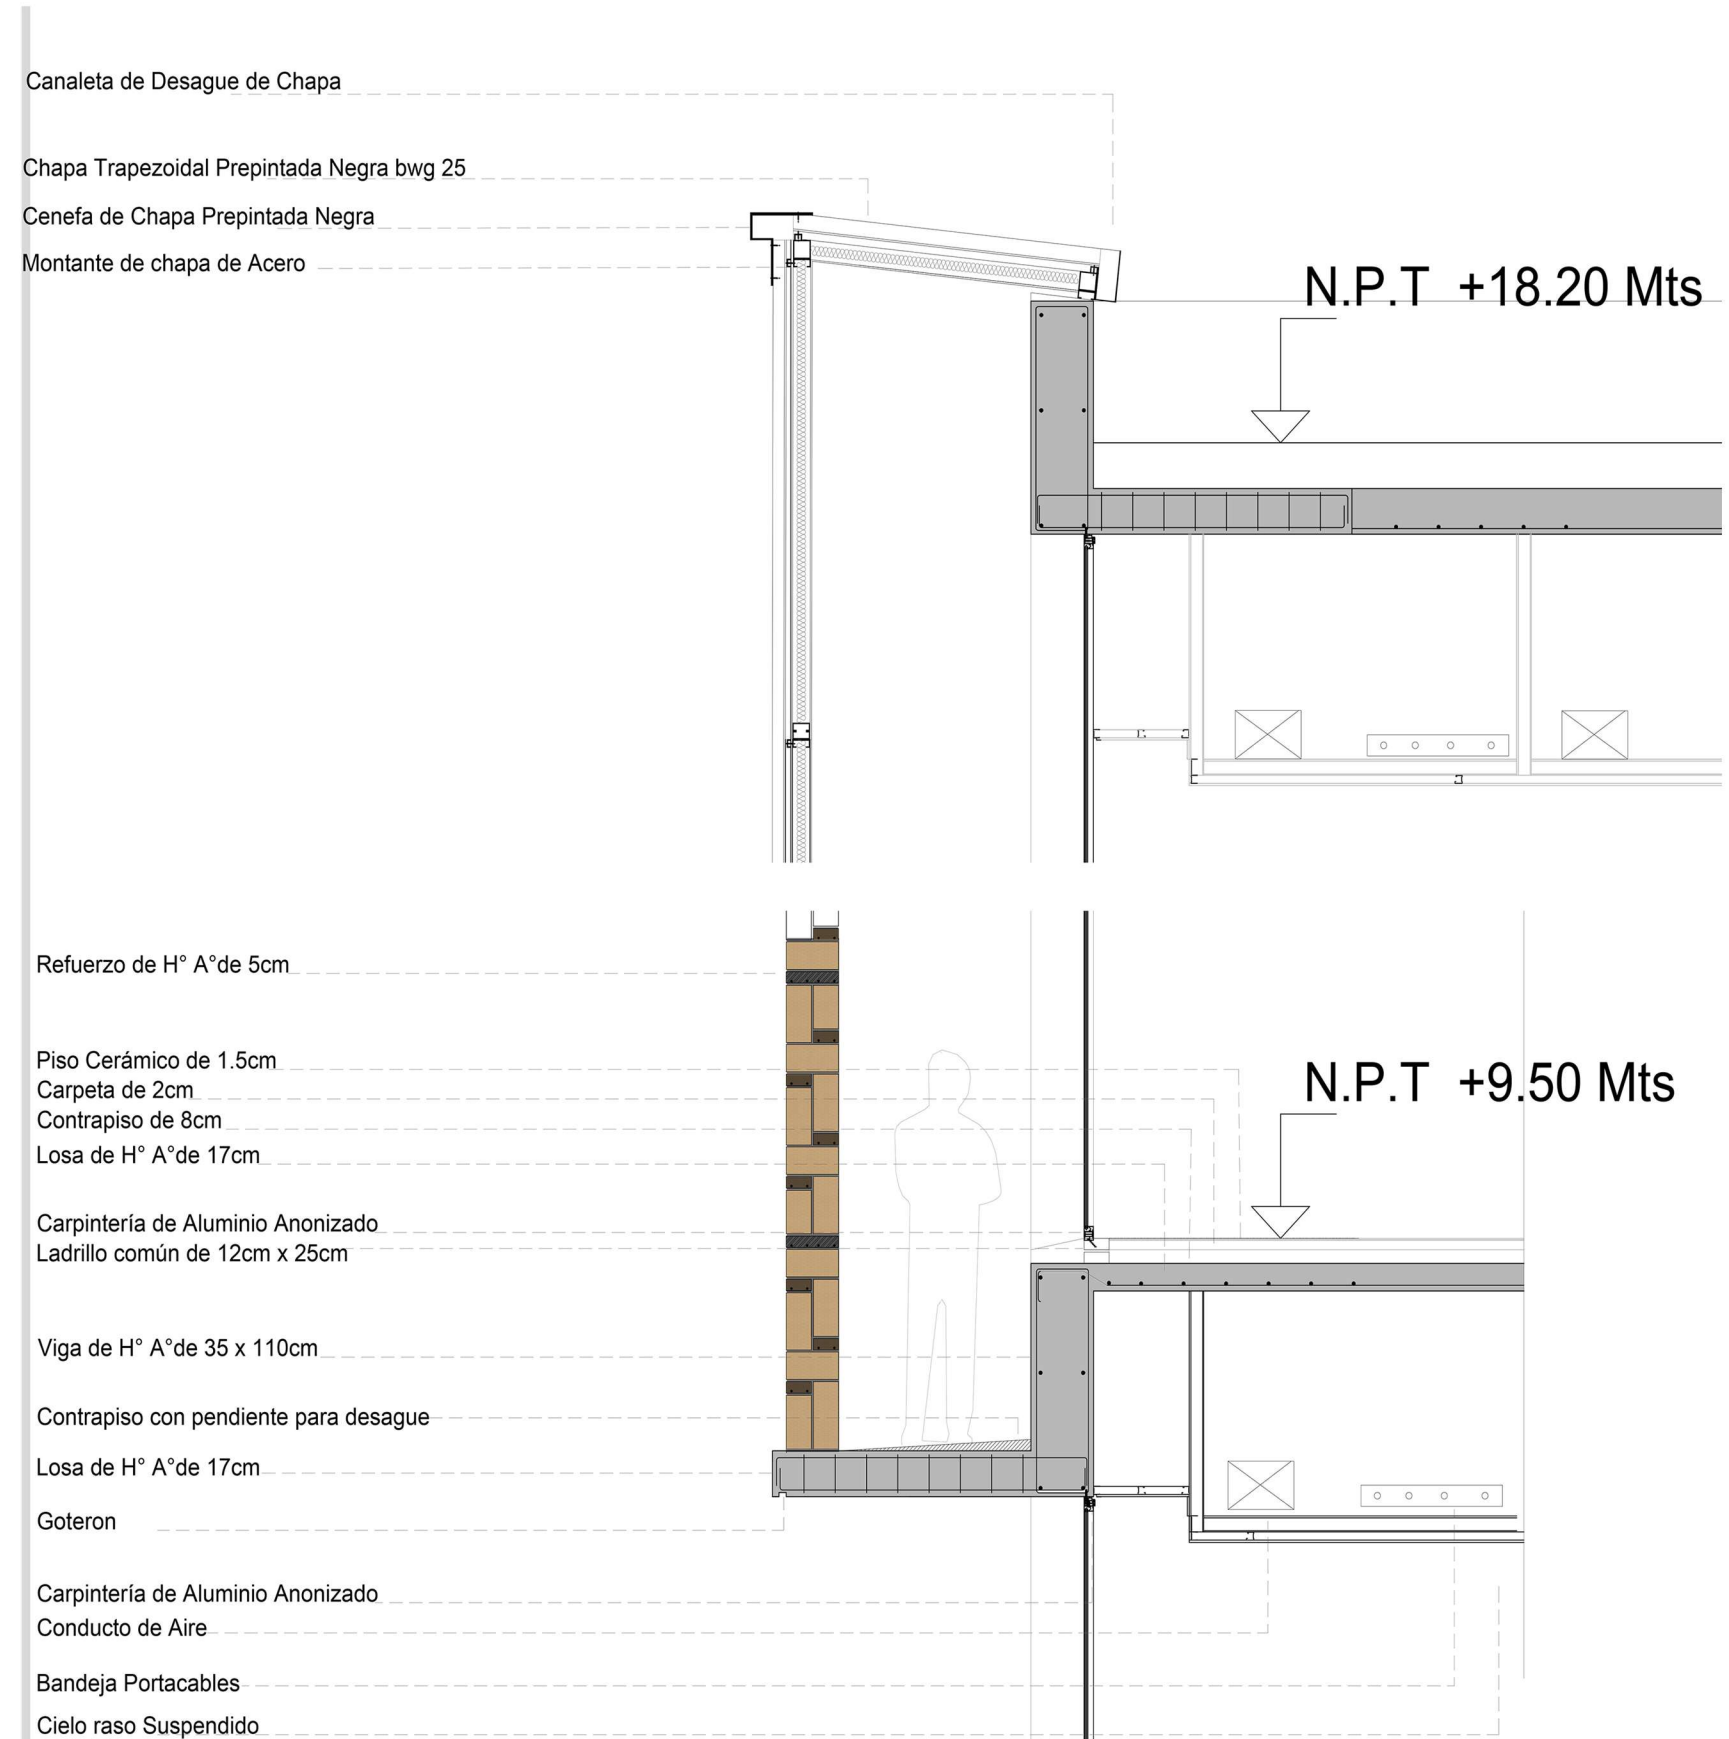 Canaleta de Desague de Chapa
Chapa Trapezoidal Prepintada Negra bwg 25
Cenefa de Chapa Prepintada Negra
Montante de chapa de Acero
N.P.T +18.20 Mts
Refuerzo de H° A°de 5cm
Piso Cerámico de 1.5cm
Carpeta de 2cm
Contrapiso de 8cm
Losa de H° A°de 17cm
N.P.T +9.50 Mts
Carpintería de Aluminio Anonizado
Ladrillo común de 12cm x 25cm
Viga de H° A°de 35 x 110cm
Contrapiso con pendiente para desague
Losa de H° A°de 17cm
Goteron
Carpintería de Aluminio Anonizado
Conducto de Aire
Bandeja Portacables
Cielo raso Suspendido